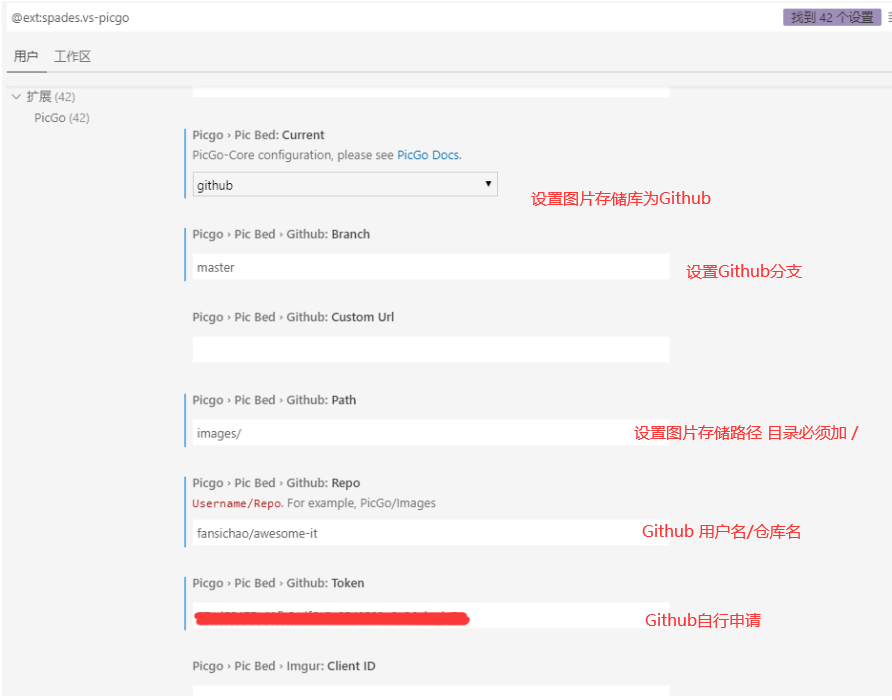 @ext:spades.vs-picgo
找到 42 个设置
用户 工作区
扩展 (42)
PicGo (42)
Picgo › Pic Bed: Current
PicGo-Core configuration, please see PicGo Docs.
github
设置图片存储库为Github
Picgo › Pic Bed › Github: Branch
master
设置Github分支
Picgo › Pic Bed › Github: Custom Url
Picgo › Pic Bed › Github: Path
images/
设置图片存储路径 目录必须加 /
Picgo › Pic Bed › Github: Repo
Username/Repo. For example, PicGo/Images
fansichao/awesome-it
Github 用户名/仓库名
Picgo › Pic Bed › Github: Token
Github自行申请
Picgo › Pic Bed › Imgur: Client ID